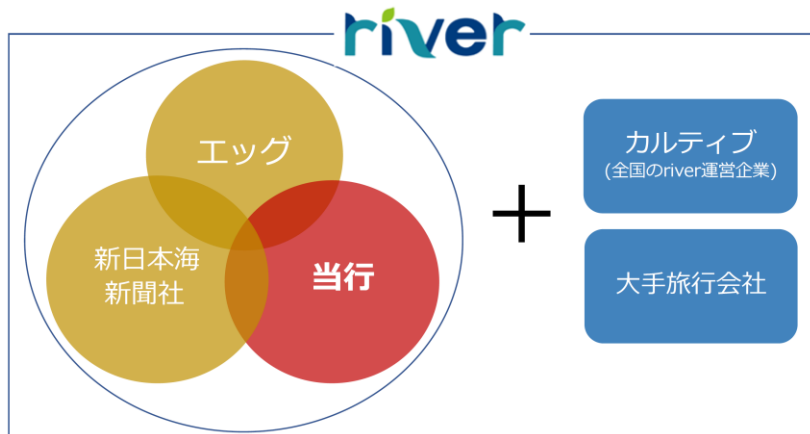 river
エッグ
新日本海
新聞社
当行
+
カルティブ
(全国のriver運営企業)
大手旅行会社